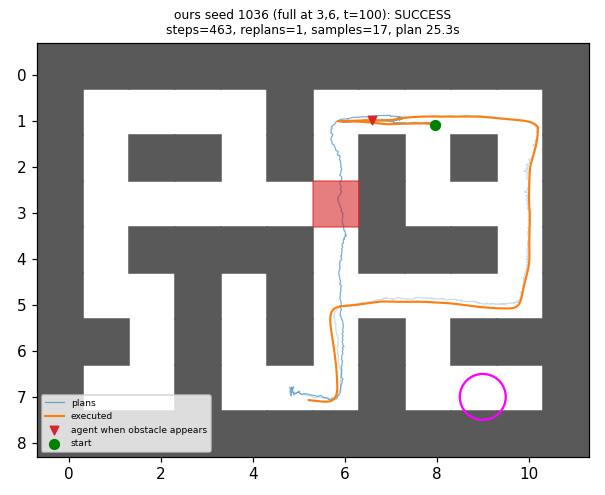 ours seed 1036 (full at 3,6, t=100): SUCCESS
steps=463, replans=1, samples=17, plan 25.3s
0
1
2
3
4
5
6
7
8
plans
executed
agent when obstacle appears
start
0 2 4 6 8 10